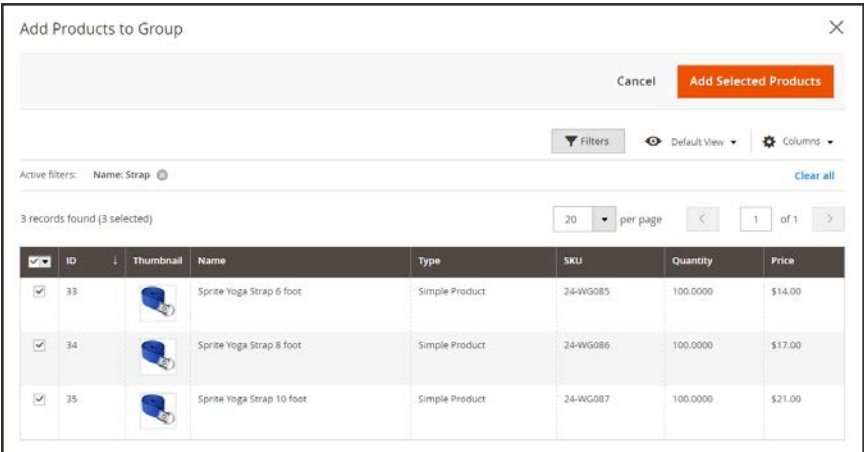 Add Products to Group
Cancel Add Selected Products
Filters Default View Columns
Active filters: Name: Strap Clear all
3 records found (3 selected) 20 per page 1 of 1
ID Thumbnail Name Type SKU Quantity Price
33 Sprite Yoga Strap 6 foot Simple Product 24-WG085 100.0000 $14.00
34 Sprite Yoga Strap 8 foot Simple Product 24-WG086 100.0000 $17.00
35 Sprite Yoga Strap 10 foot Simple Product 24-WG087 100.0000 $21.00